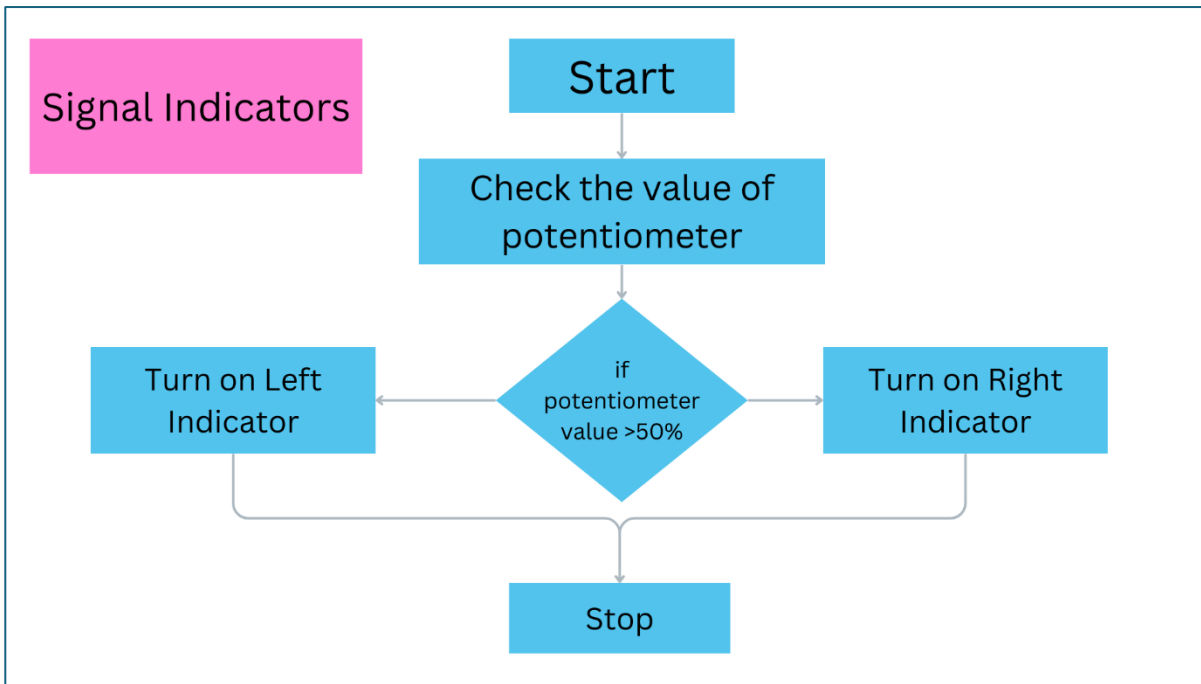 Signal Indicators
Start
Check the value of
potentiometer
if
potentiometer
value >50%
Turn on Left
Indicator
Turn on Right
Indicator
Stop